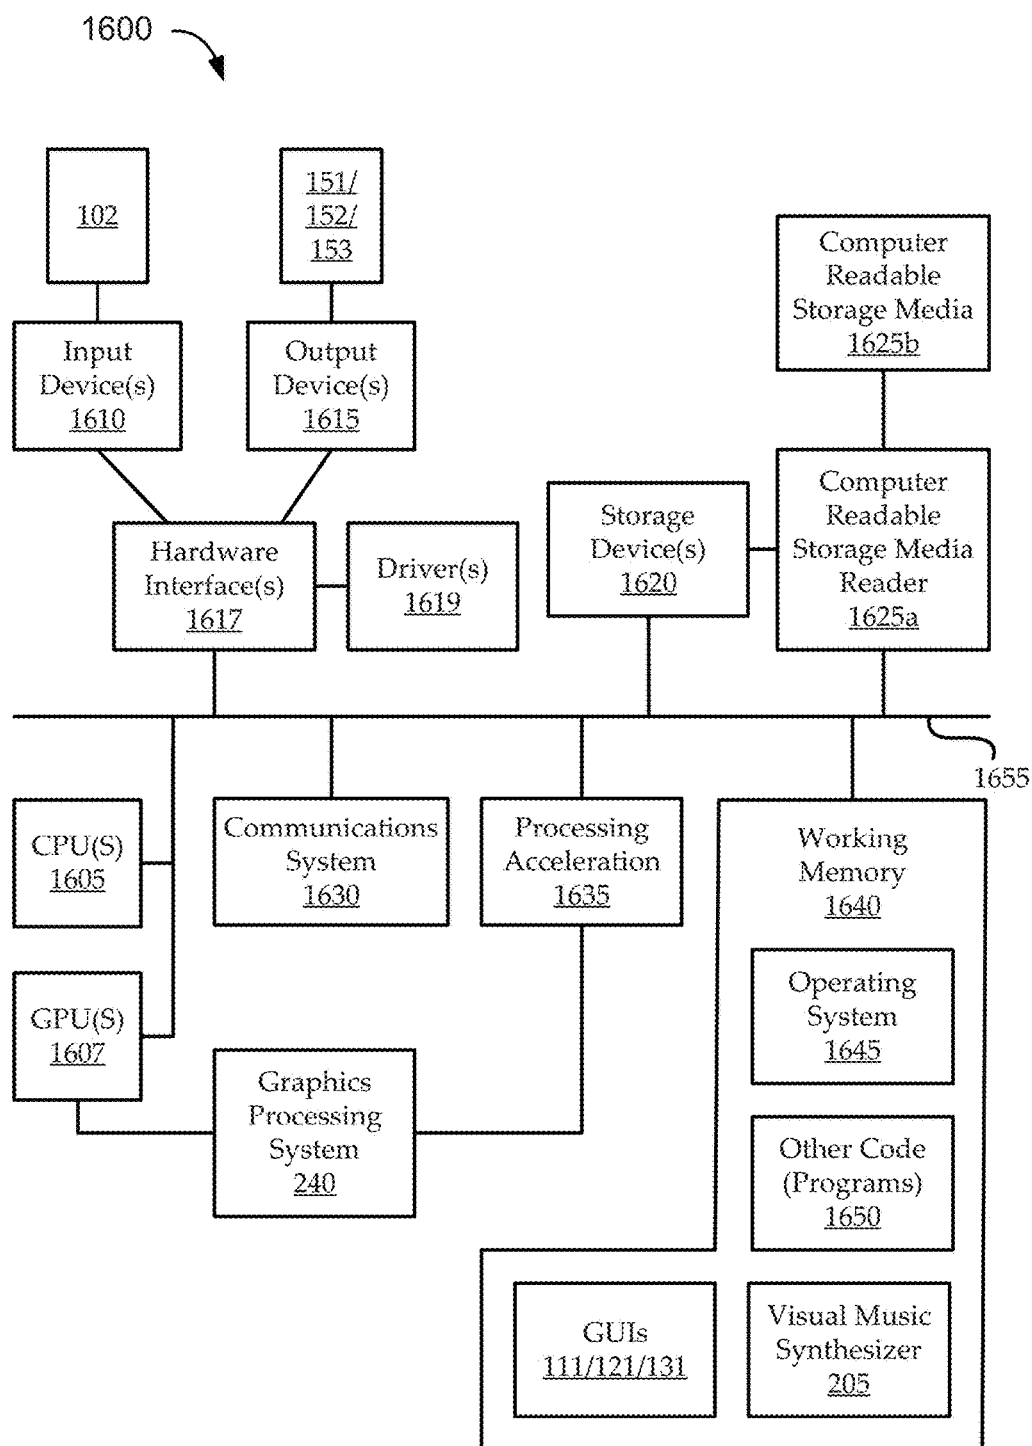 1600
102
151/
152/
153
Computer
Readable
Storage Media
1625b
Input
Device(s)
1610
Output
Device(s)
1615
Computer
Readable
Storage Media
Reader
1625a
Storage
Device(s)
1620
Hardware
Interface(s)
1617
Driver(s)
1619
1655
CPU(S)
1605
Communications
System
1630
Processing
Acceleration
1635
Working
Memory
1640
GPU(S)
1607
Operating
System
1645
Graphics
Processing
System
240
Other Code
(Programs)
1650
GUIs
111/121/131
Visual Music
Synthesizer
205